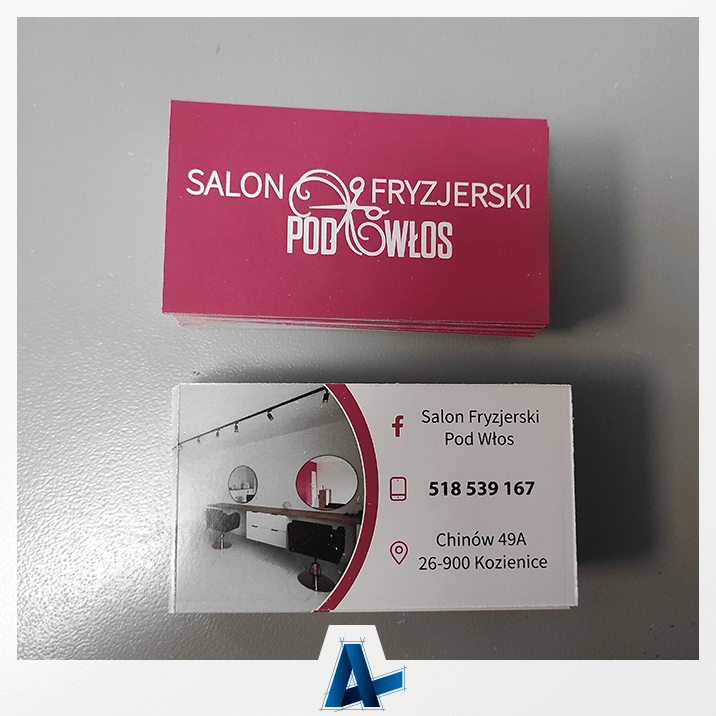 SALON FRYZJERSKI
POD WŁOS
Salon Fryzjerski
Pod Włos
518 539 167
Chinów 49A
26-900 Kozienice